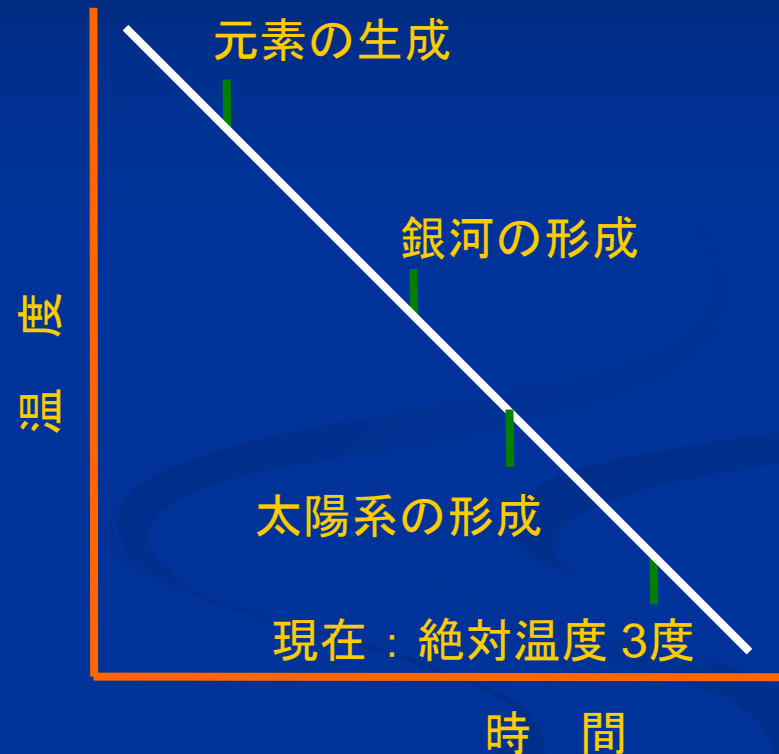 元素の生成
銀河の形成
温 度
太陽系の形成
現在：絶対温度 3度
時 間